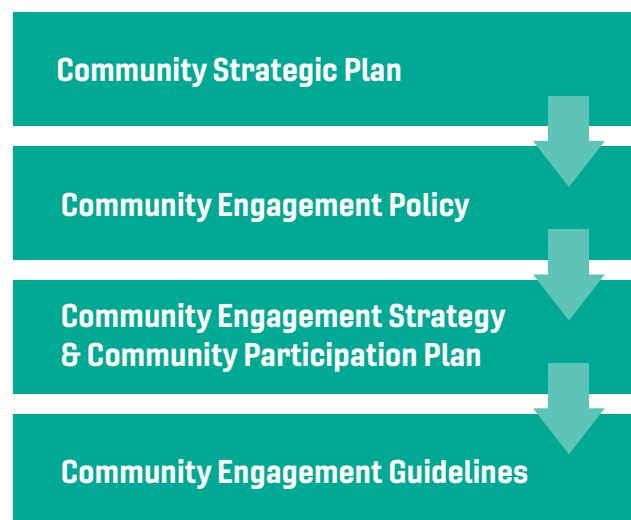 Community Strategic Plan
Community Engagement Policy
Community Engagement Strategy
& Community Participation Plan
Community Engagement Guidelines